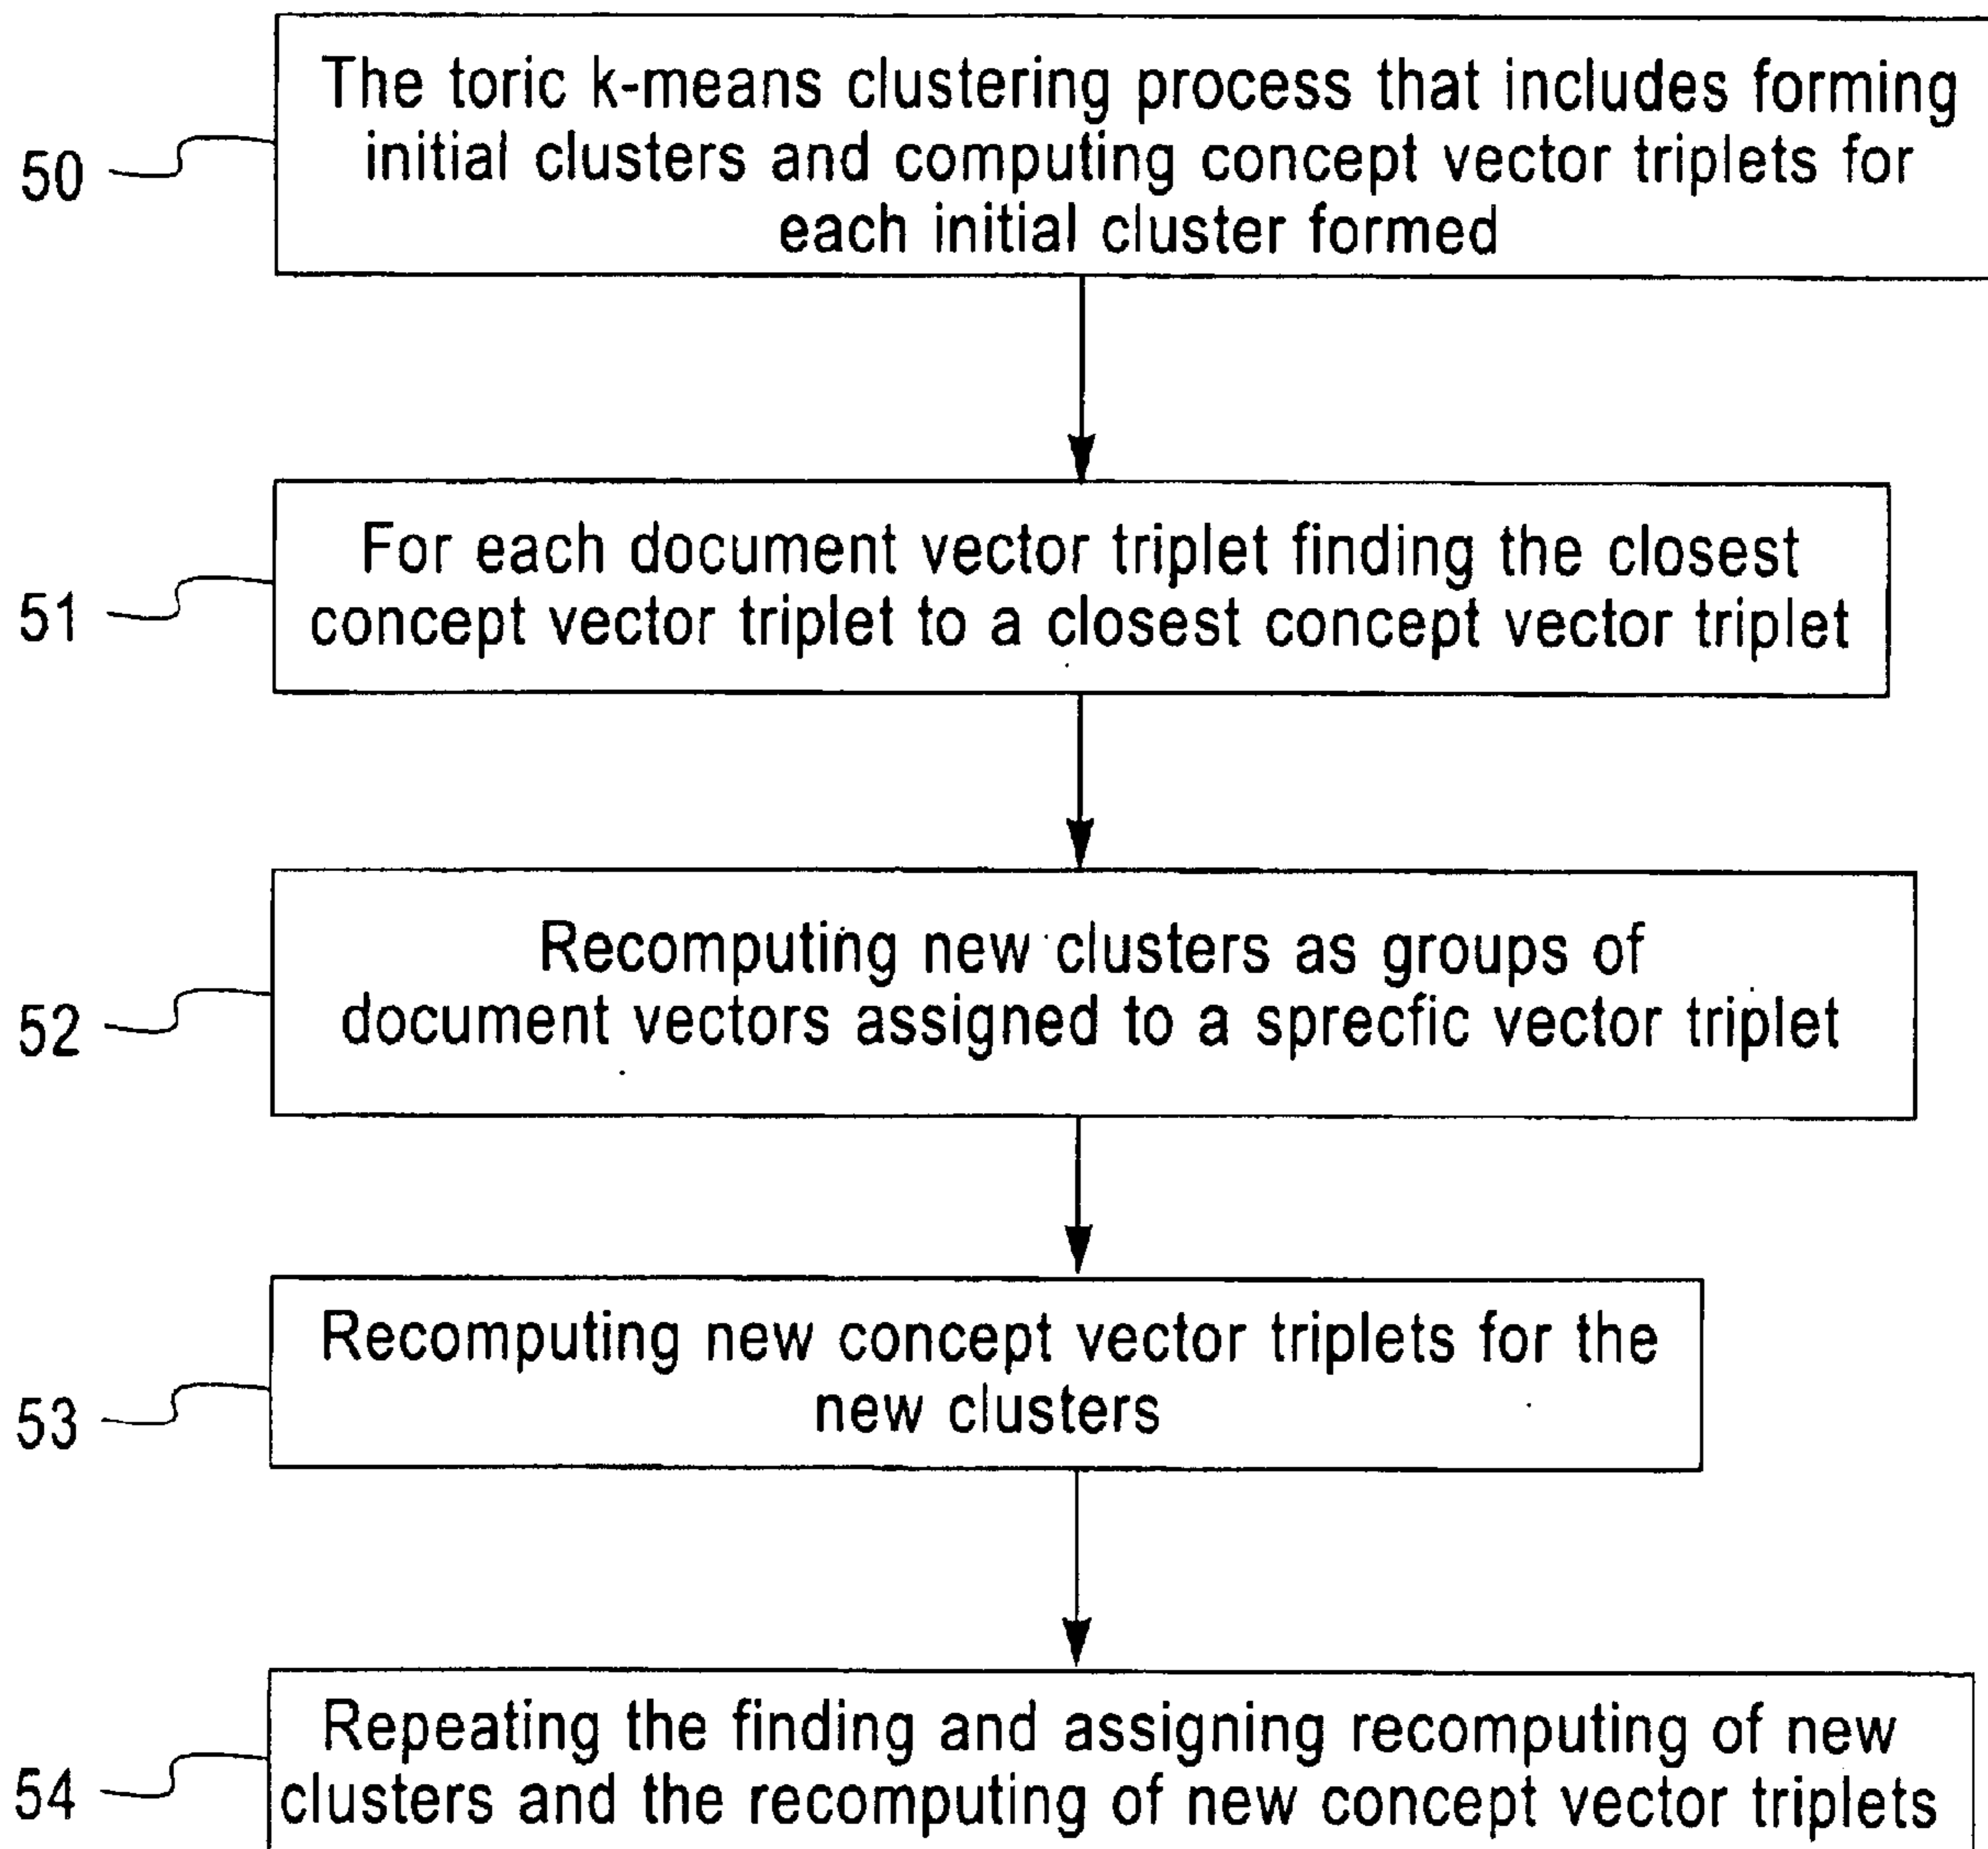 The toric k-means clustering process that includes forming
initial clusters and computing concept vector triplets for
each initial cluster formed
50
For each document vector triplet finding the closest
concept vector triplet to a closest concept vector triplet
51
Recomputing new clusters as groups of
document vectors assigned to a sprecfic vector triplet
52
Recomputing new concept vector triplets for the
new clusters
53
Repeating the finding and assigning recomputing of new
clusters and the recomputing of new concept vector triplets
54